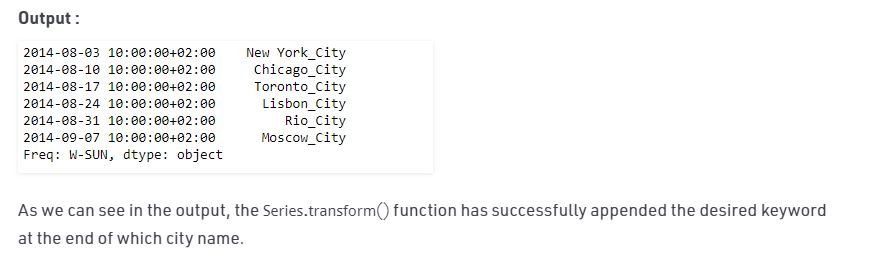 Output :
2014-08-03 10:00:00+02:00    New York_City
2014-08-10 10:00:00+02:00     Chicago_City
2014-08-17 10:00:00+02:00     Toronto_City
2014-08-24 10:00:00+02:00      Lisbon_City
2014-08-31 10:00:00+02:00         Rio_City
2014-09-07 10:00:00+02:00      Moscow_City
Freq: W-SUN, dtype: object
As we can see in the output, the Series.transform() function has successfully appended the desired keyword
at the end of which city name.